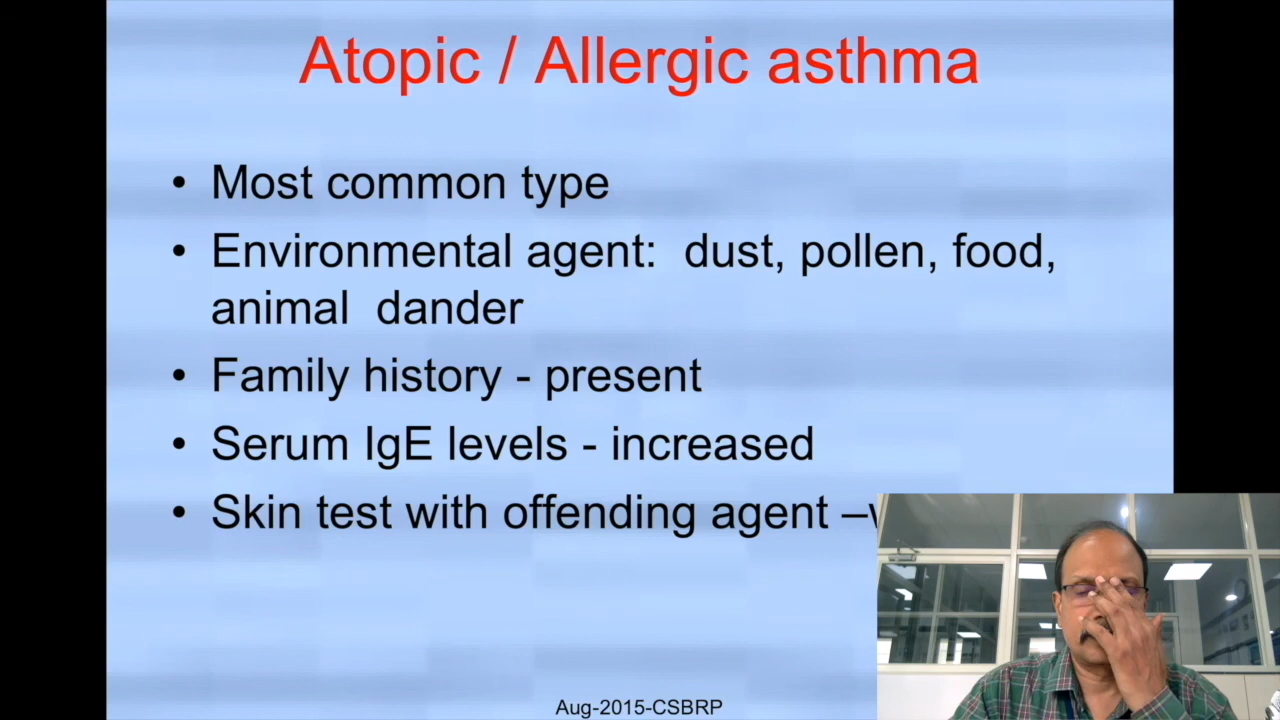 Atopic / Allergic asthma
• Most common type
• Environmental agent: dust, pollen, food,
animal dander
• Family history - present
• Serum IgE levels - increased
• Skin test with offending agent –
Aug-2015-CSBRP